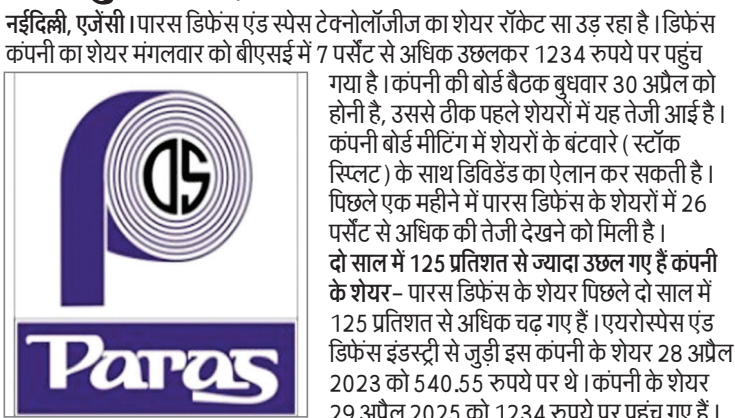 नईदिल्ली, एजेंसी। पारस डिफेंस एंड स्पेस टेक्नोलॉजीज का शेयर रॉकेट सा उड़ रहा है। डिफेंस
कंपनी का शेयर मंगलवार को बीएसई में 7 पर्सेंट से अधिक उछलकर 1234 रुपये पर पहुंच
गया है। कंपनी की बोर्ड बैठक बुधवार 30 अप्रैल को
होनी है, उससे ठीक पहले शेयरों में यह तेजी आई है।
कंपनी बोर्ड मीटिंग में शेयरों के बंटवारे ( स्टॉक
स्प्लिट ) के साथ डिविडेंड का ऐलान कर सकती है।
पिछले एक महीने में पारस डिफेंस के शेयरों में 26
पर्सेंट से अधिक की तेजी देखने को मिली है।
दो साल में 125 प्रतिशत से ज्यादा उछल गए हैं कंपनी
के शेयर– पारस डिफेंस के शेयर पिछले दो साल में
125 प्रतिशत से अधिक चढ़ गए हैं। एयरोस्पेस एंड
डिफेंस इंडस्ट्री से जुड़ी इस कंपनी के शेयर 28 अप्रैल
2023 को 540.55 रुपये पर थे। कंपनी के शेयर
29 अप्रैल 2025 को 1234 रुपये पर पहुंच गए हैं।
DS
Paras